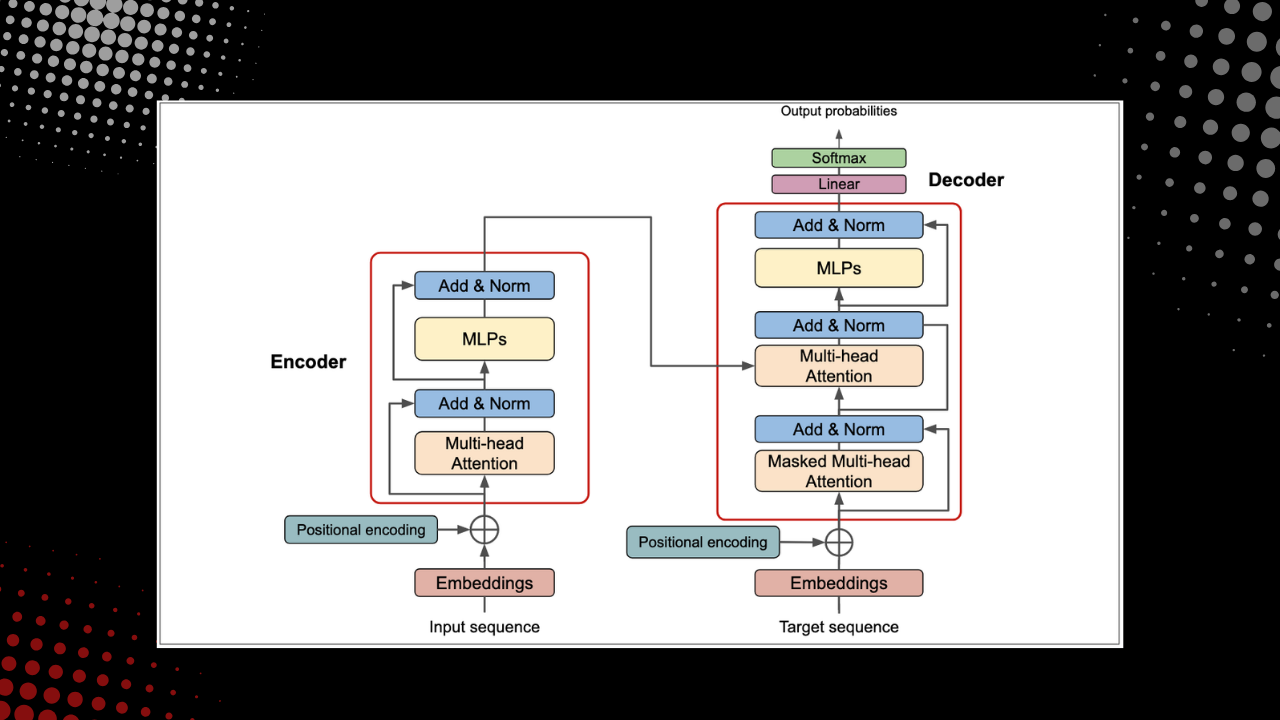 Output probabilities
Softmax
Linear
Decoder
Add & Norm
MLPs
Add & Norm
Multi-head
Attention
Add & Norm
Masked Multi-head
Attention
Positional encoding
Embeddings
Target sequence
Encoder
Add & Norm
MLPs
Add & Norm
Multi-head
Attention
Positional encoding
Embeddings
Input sequence